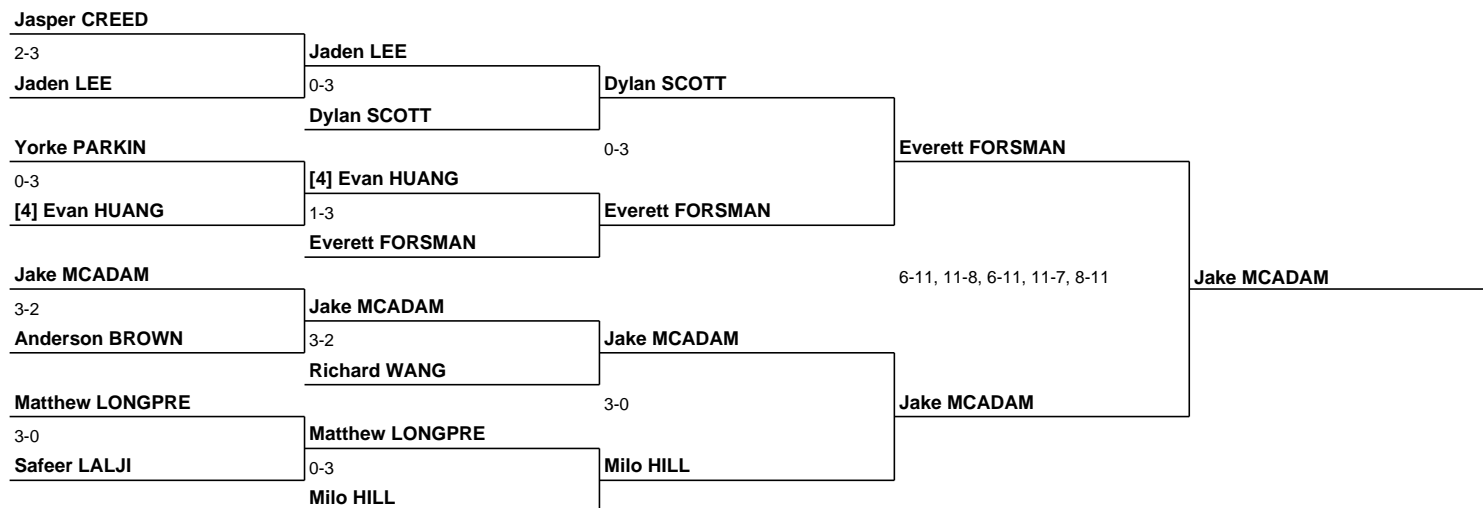 Jasper CREED
2-3
Jaden LEE
Jaden LEE
0-3
Dylan SCOTT
Dylan SCOTT
Yorke PARKIN
0-3
Everett FORSMAN
0-3
[4] Evan HUANG
[4] Evan HUANG
1-3
Everett FORSMAN
Everett FORSMAN
Jake MCADAM
6-11, 11-8, 6-11, 11-7, 8-11
Jake MCADAM
3-2
Jake MCADAM
Anderson BROWN
3-2
Jake MCADAM
Richard WANG
Matthew LONGPRE
3-0
Jake MCADAM
3-0
Matthew LONGPRE
Safeer LALJI
0-3
Milo HILL
Milo HILL